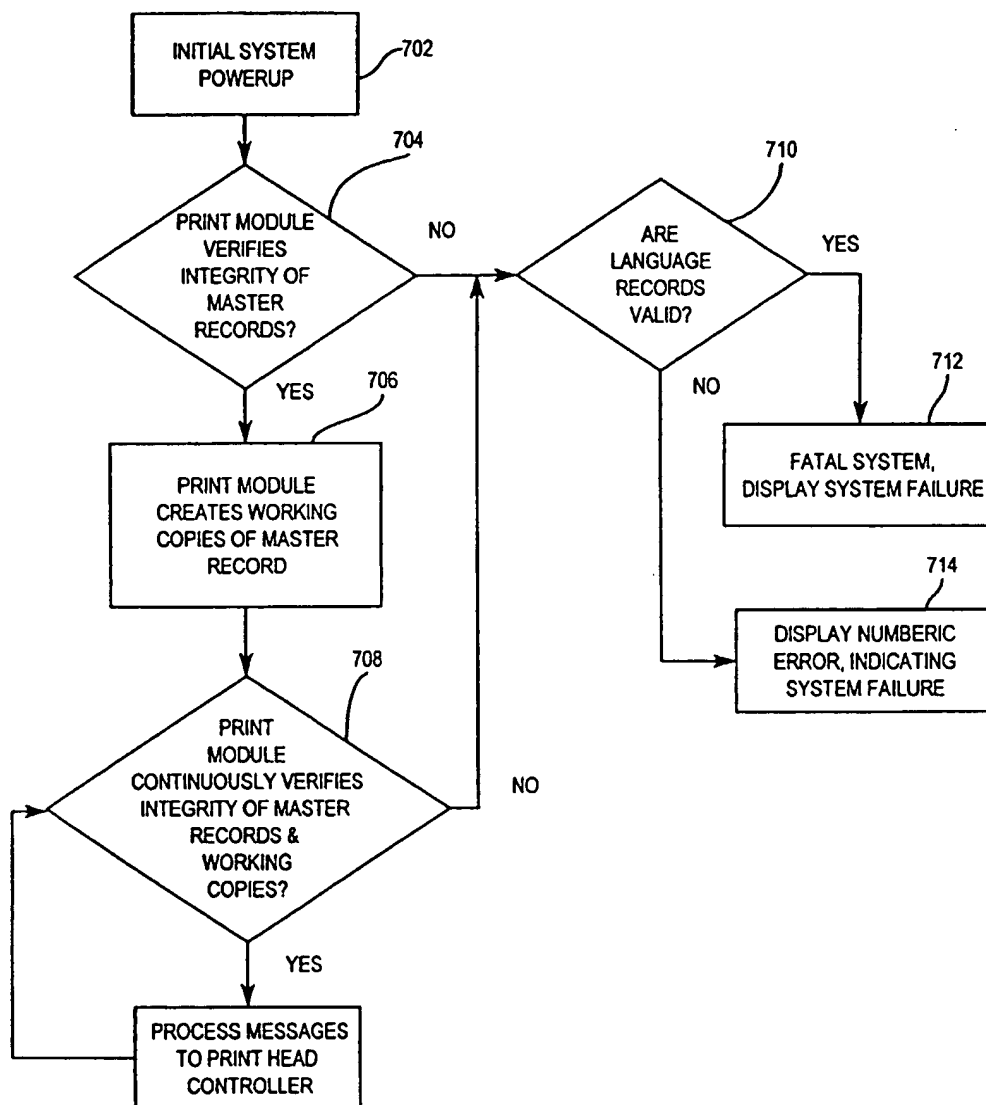 INITIAL SYSTEM
POWERUP
702
704
PRINT MODULE
VERIFIES
INTEGRITY OF
MASTER
RECORDS?
NO
YES
706
PRINT MODULE
CREATES WORKING
COPIES OF MASTER
RECORD
708
PRINT
MODULE
CONTINUOUSLY VERIFIES
INTEGRITY OF MASTER
RECORDS &
WORKING
COPIES?
NO
YES
PROCESS MESSAGES
TO PRINT HEAD
CONTROLLER
710
ARE
LANGUAGE
RECORDS
VALID?
YES
NO
712
FATAL SYSTEM,
DISPLAY SYSTEM FAILURE
714
DISPLAY NUMBERIC
ERROR, INDICATING
SYSTEM FAILURE